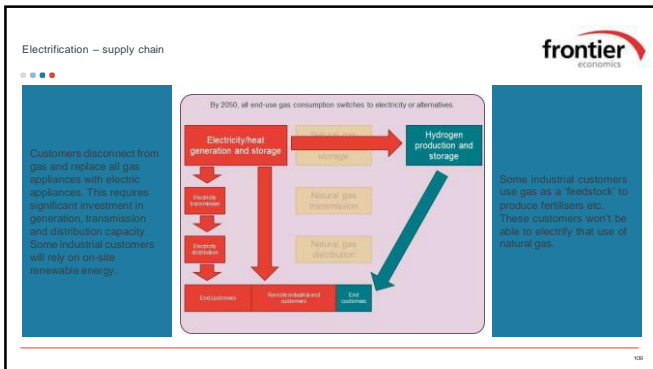 Electrification – supply chain
frontier
economics
Customers disconnect from
gas and replace all gas
appliances with electric
appliances. This requires
significant investment in
generation, transmission
and distribution capacity.
Some industrial customers
will rely on on-site
renewable energy.
By 2050, all end-use gas consumption switches to electricity or alternatives.
Electricity/heat
generation and storage
Natural gas
storage
Hydrogen
production and
storage
Electricity
transmission
Natural gas
transmission
Electricity
distribution
Natural gas
distribution
End customers
Remote industrial end
customers
End
customers
Some industrial customers
use gas as a ‘feedstock’ to
produce fertilisers etc.
These customers won’t be
able to electrify that use of
natural gas.
109